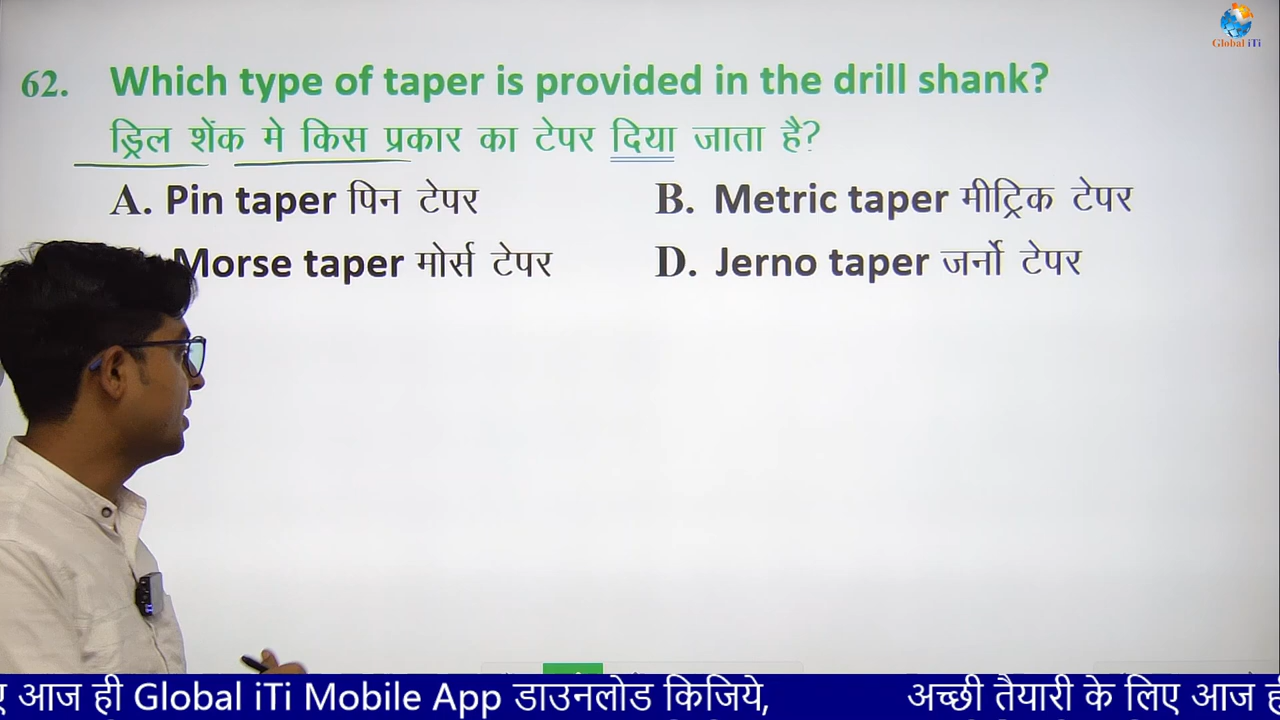 Global iTi
62. Which type of taper is provided in the drill shank?
ड्रिल शेंक मे किस प्रकार का टेपर दिया जाता है?
A. Pin taper पिन टेपर B. Metric taper मीट्रिक टेपर
Morse taper मोर्स टेपर D. Jerno taper जर्नो टेपर
आज ही Global iTi Mobile App डाउनलोड किजिये, अच्छी तैयारी के लिए आज